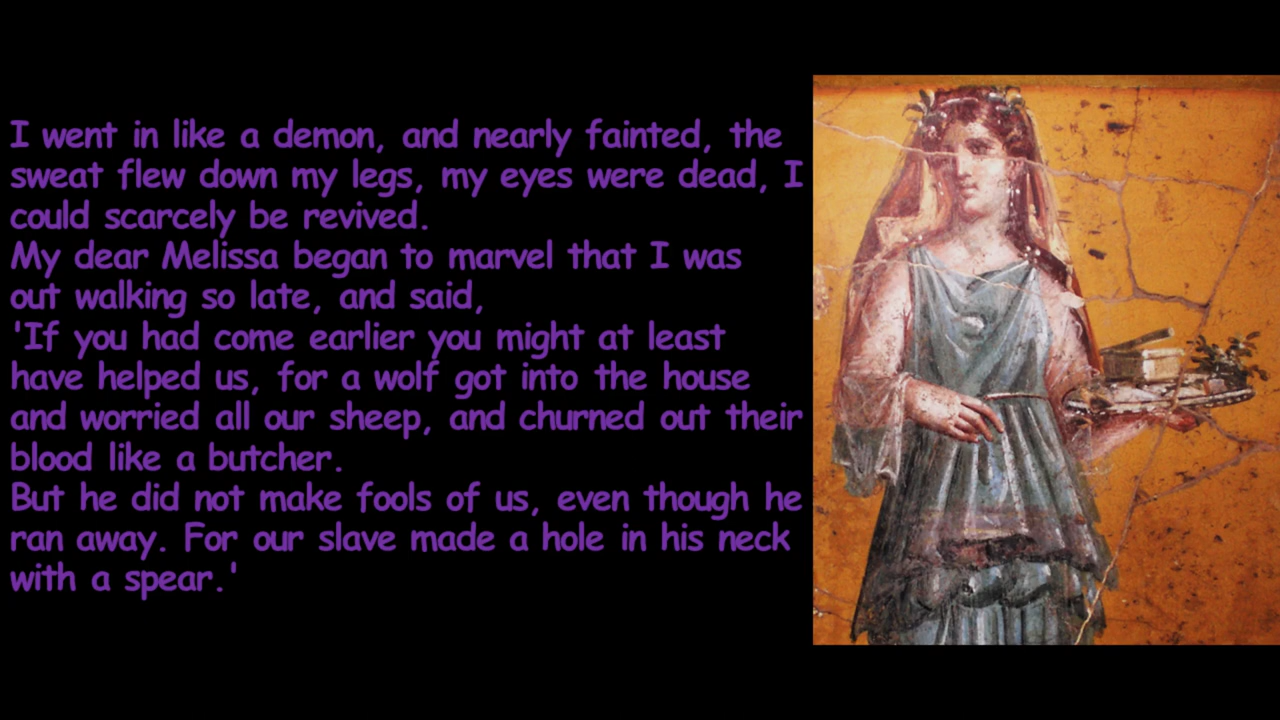 I went in like a demon, and nearly fainted, the
sweat flew down my legs, my eyes were dead, I
could scarcely be revived.
My dear Melissa began to marvel that I was
out walking so late, and said,
'If you had come earlier you might at least
have helped us, for a wolf got into the house
and worried all our sheep, and churned out their
blood like a butcher.
But he did not make fools of us, even though he
ran away. For our slave made a hole in his neck
with a spear.'